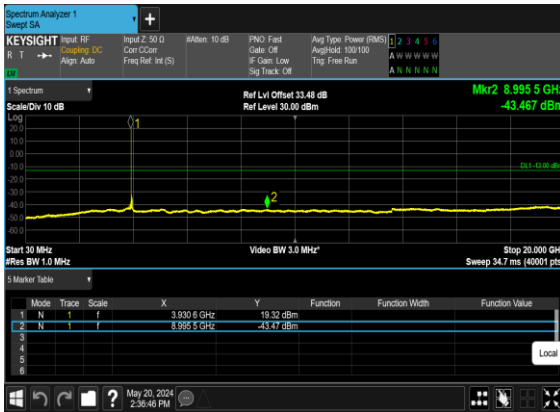 Spectrum Analyzer 1
Swept SA
KEYSIGHT
R T
Input: RF
Coupling: DC
Align: Auto
Input Z: 50 Ω
Corr CCorr
Freq Ref: Int (S)
#Atten: 10 dB
PNO: Fast
Gate: Off
IF Gain: Low
Sig Track: Off
Avg Type: Power (RMS)
Avg|Hold: 100/100
Trig: Free Run
1 2 3 4 5 6
A W W W W W
A N N N N N
1 Spectrum
Scale/Div 10 dB
Ref Lvl Offset 33.48 dB
Ref Level 30.00 dBm
Mkr2 8.995 5 GHz
-43.467 dBm
Log
20.0
10.0
0.00
-10.0
-20.0
-30.0
-40.0
-50.0
-60.0
1
2
DL1 -13.00 dBm
Start 30 MHz
#Res BW 1.0 MHz
Video BW 3.0 MHz*
Stop 20.000 GHz
Sweep 34.7 ms (40001 pts)
5 Marker Table
Mode Trace Scale X Y Function Function Width Function Value
1 N 1 f 3.930 6 GHz 19.32 dBm
2 N 1 f 8.995 5 GHz -43.47 dBm
3
4
5
6
Local
May 20, 2024
2:36:46 PM